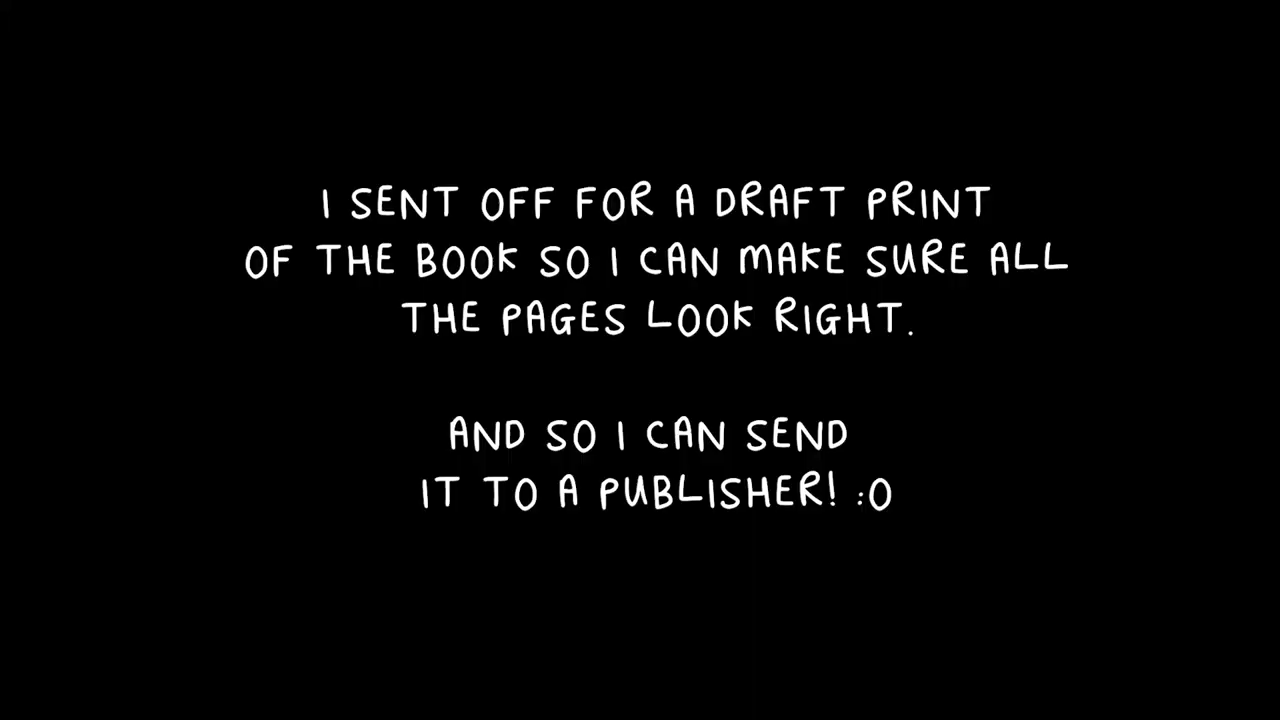 I SENT OFF FOR A DRAFT PRINT
OF THE BOOK SO I CAN MAKE SURE ALL
THE PAGES LOOK RIGHT.
AND SO I CAN SEND
IT TO A PUBLISHER! :O